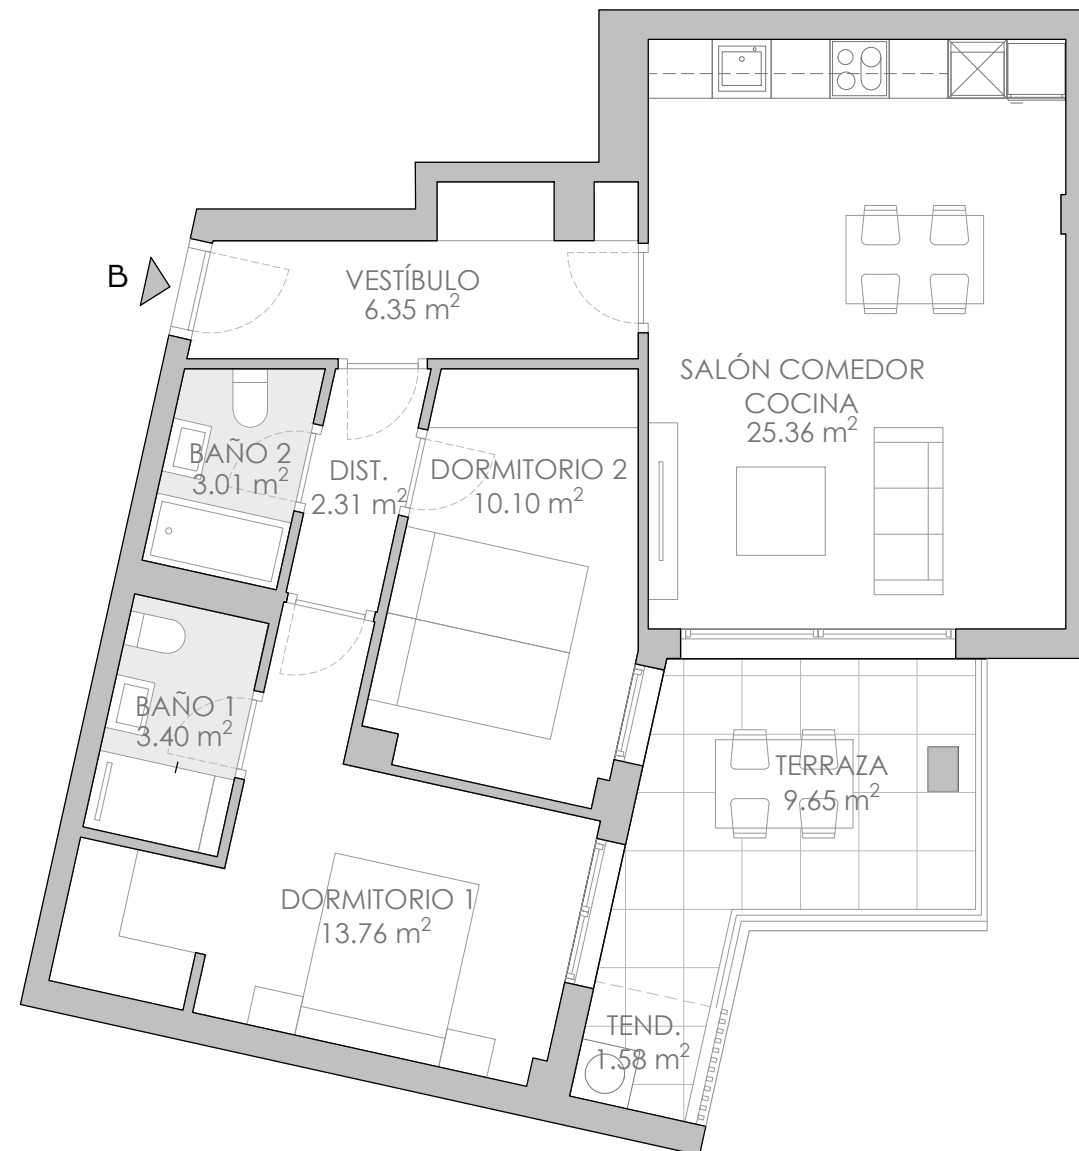 B
VESTÍBULO
6.35 m²
SALÓN COMEDOR
COCINA
25.36 m²
BAÑO 2
3.01 m²
DIST.
2.31 m²
DORMITORIO 2
10.10 m²
BAÑO 1
3.40 m²
TERRAZA
9.65 m²
DORMITORIO 1
13.76 m²
TEND.
1.58 m²